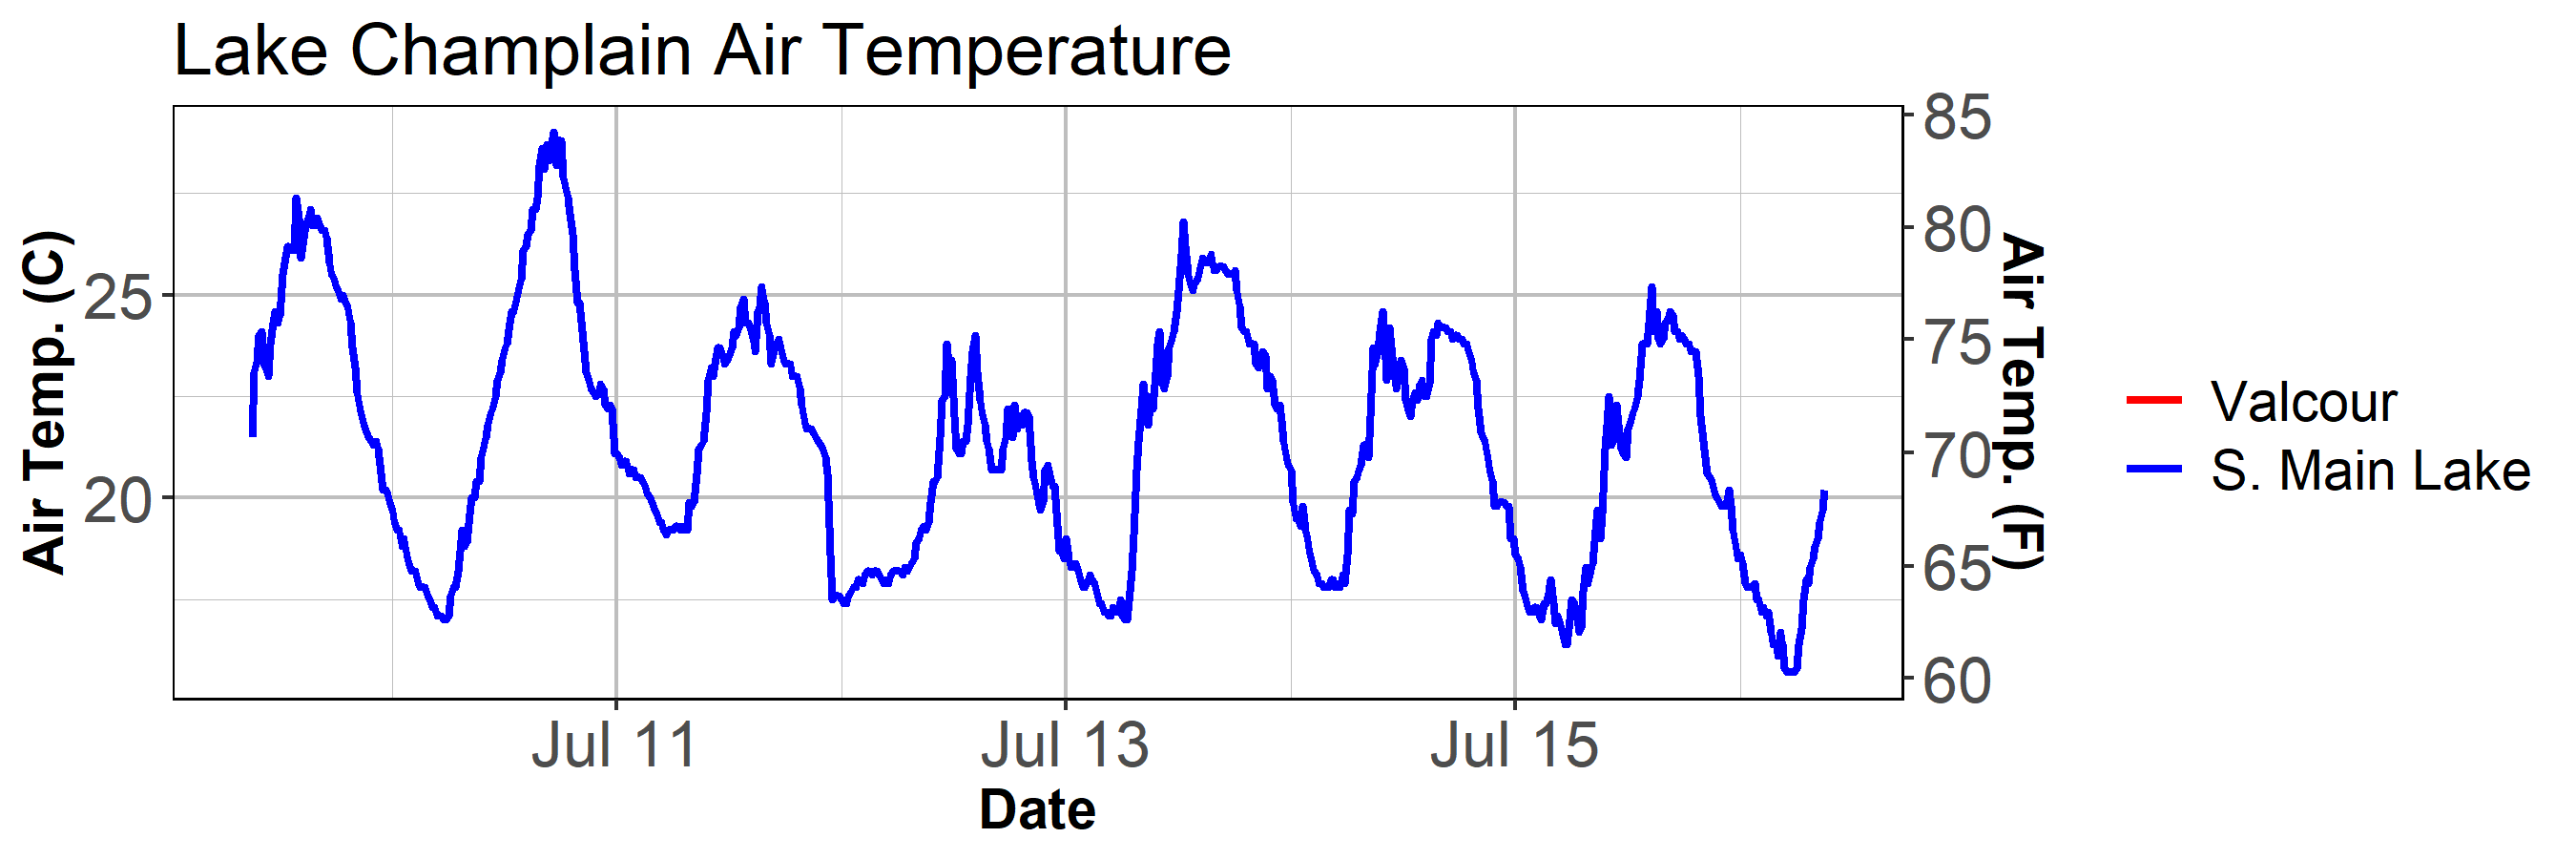 Lake Champlain Air Temperature
Air Temp. (C)
25
20
85
80
75
70
65
60
Air Temp. (F)
Jul 11
Jul 13
Jul 15
Date
Valcour
S. Main Lake